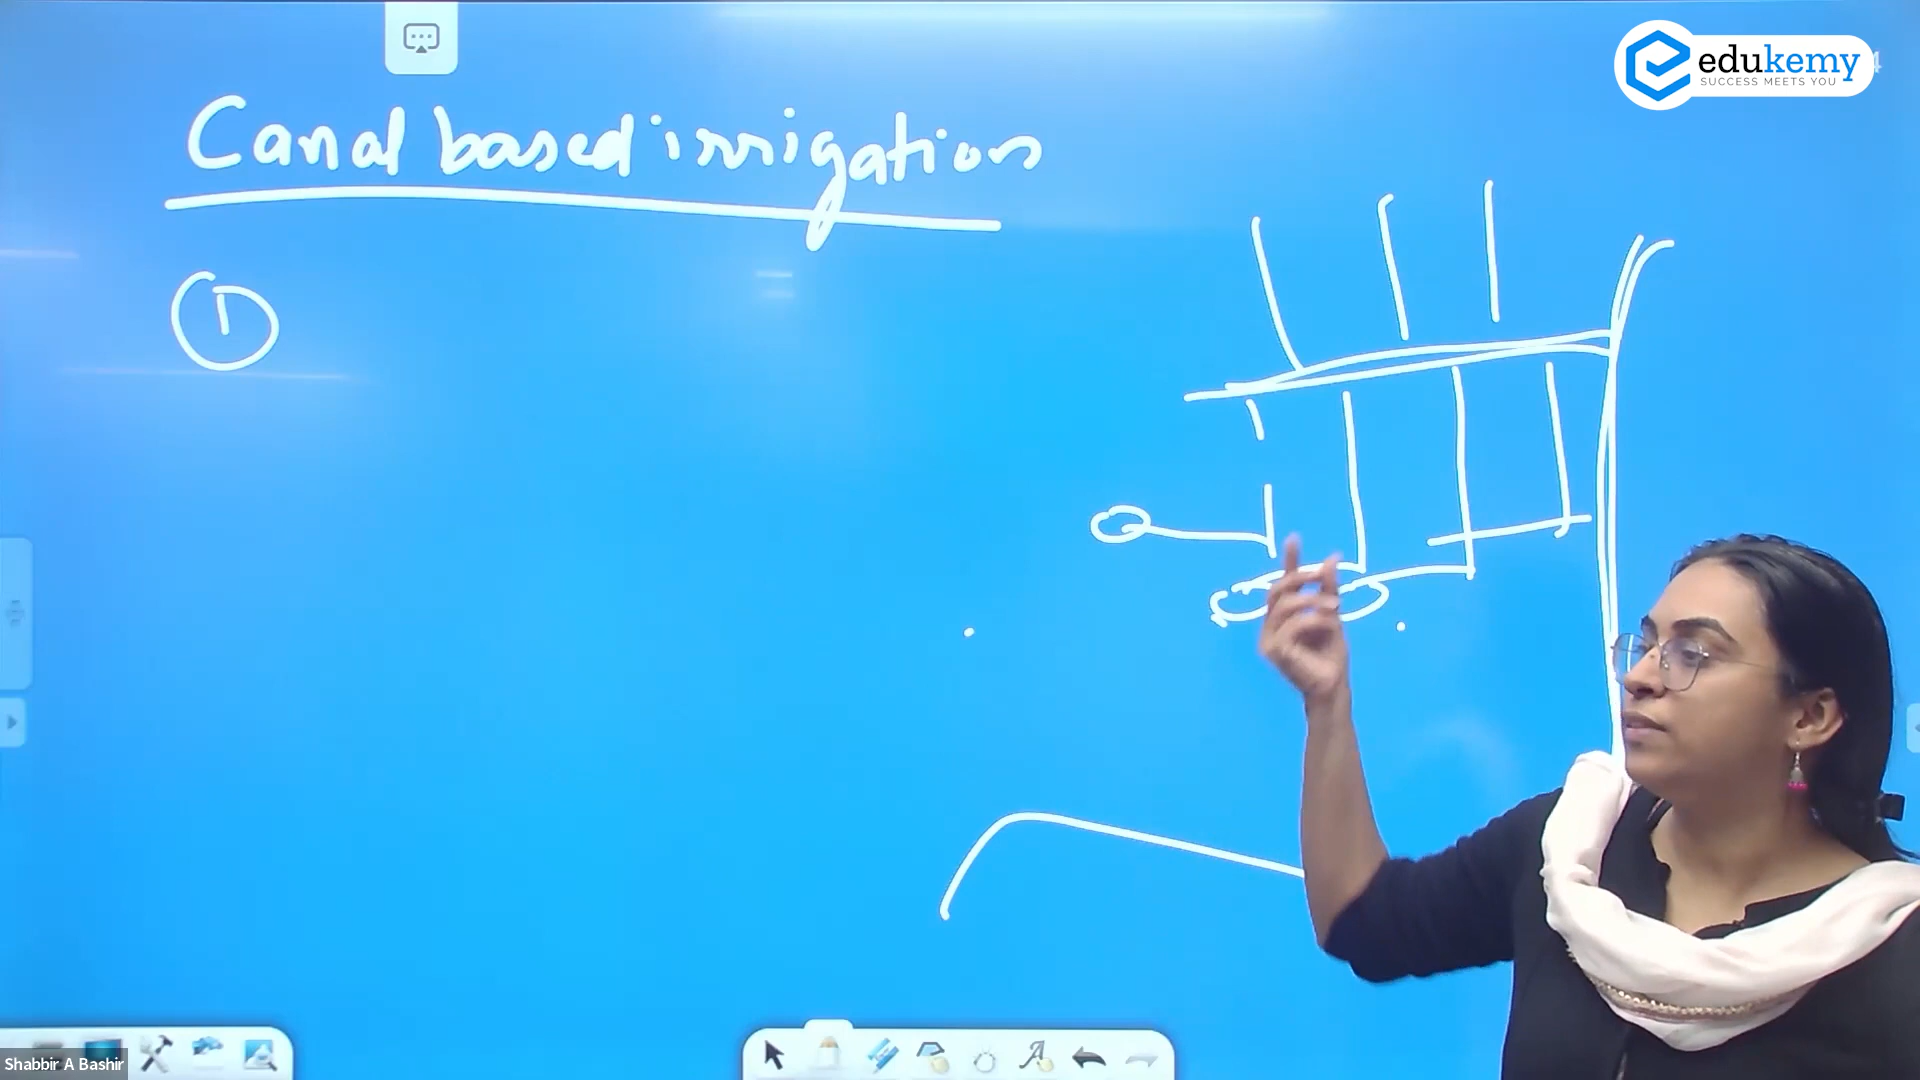 edukemy
SUCCESS MEETS YOU
Canal based irrigation
1
Shabbir A Bashir